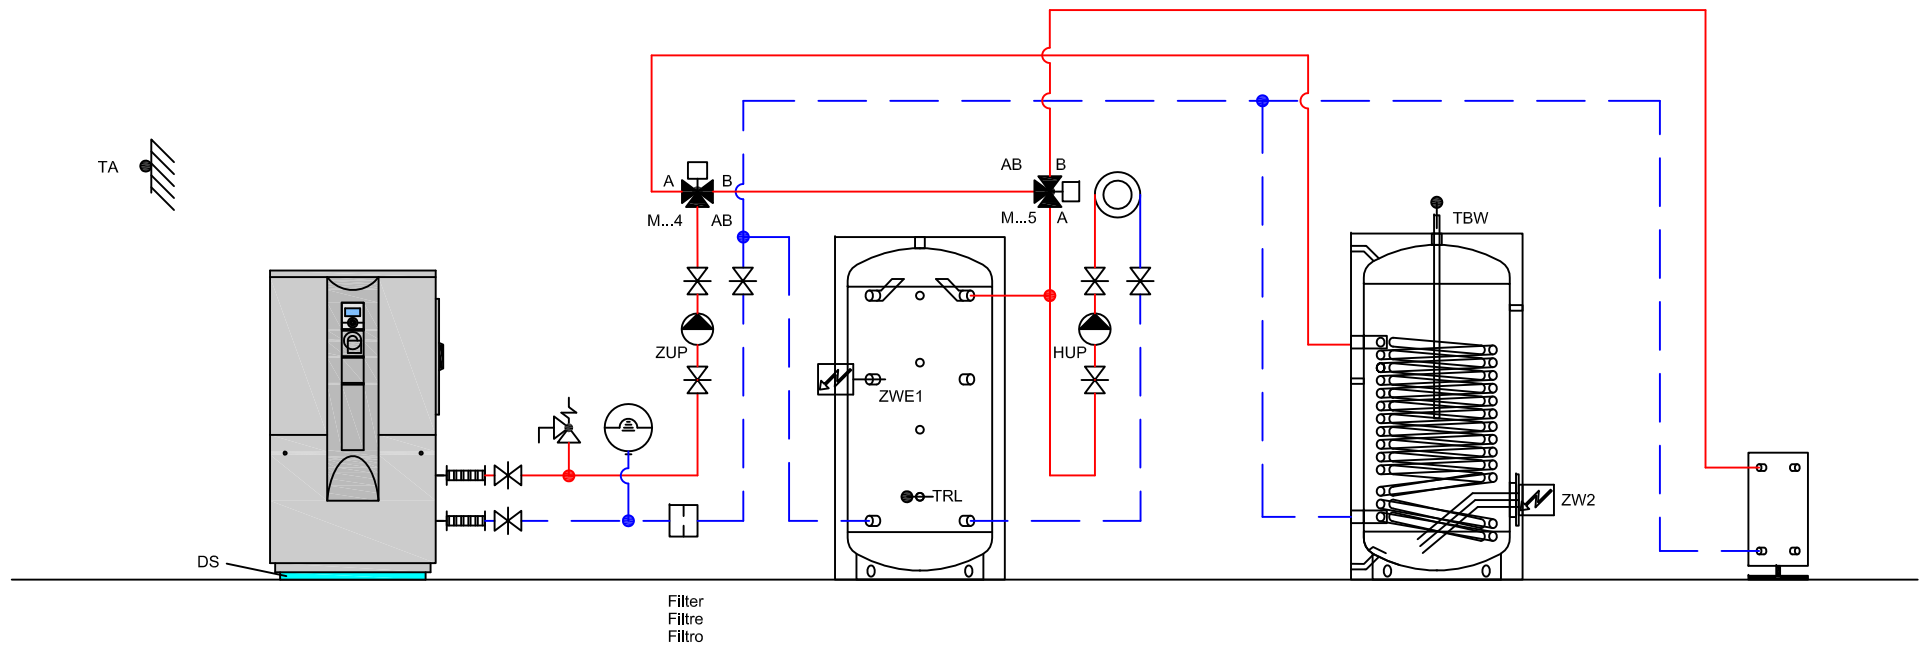 TA
A
B
M...4
AB
AB
B
M...5
A
TBW
ZUP
HUP
ZWE1
TRL
ZW2
DS
Filter
Filtre
Filtro